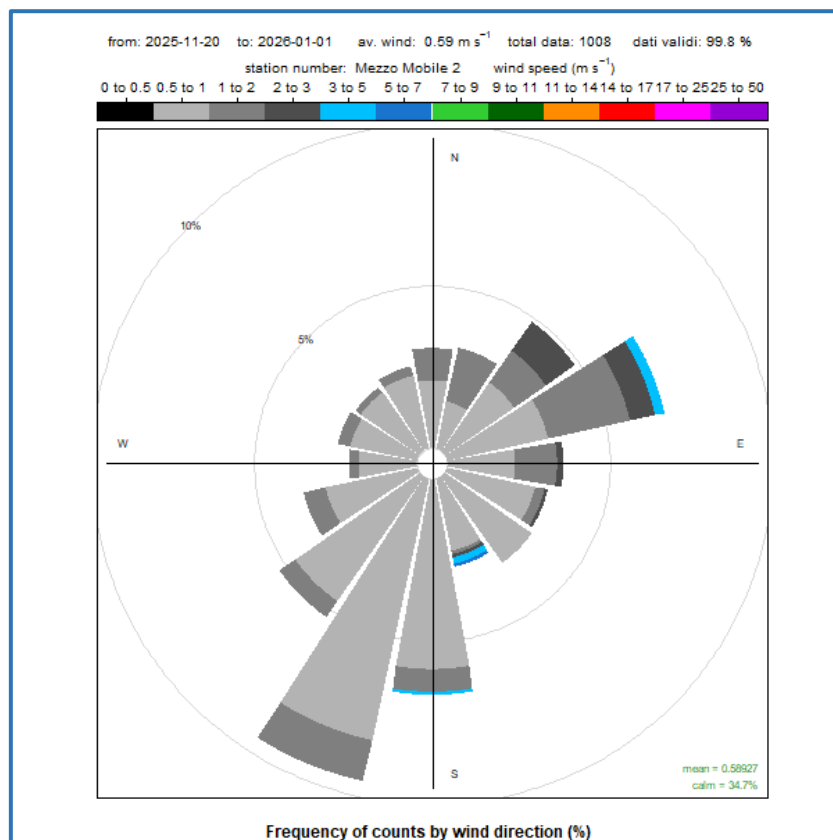 from: 2025-11-20 to: 2026-01-01 av. wind: 0.59 m s⁻¹ total data: 1008 dati validi: 99.8 %
station number: Mezzo Mobile 2 wind speed (m s⁻¹)
0 to 0.5 0.5 to 1 1 to 2 2 to 3 3 to 5 5 to 7 7 to 9 9 to 11 11 to 14 14 to 17 17 to 25 25 to 50
N
10%
5%
W
E
S
mean = 0.58927
calm = 34.7%
Frequency of counts by wind direction (%)